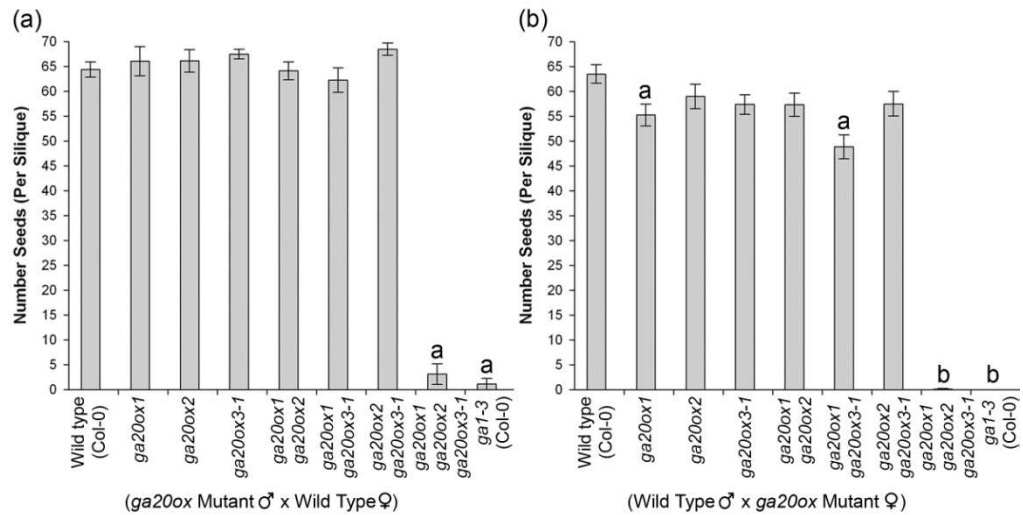 (a)
Number Seeds (Per Silique)
70
65
60
55
50
45
40
35
30
25
20
15
10
5
0
a
a
Wild type
(Col-0)
ga20ox1
ga20ox2
ga20ox3-1
ga20ox1
ga20ox2
ga20ox1
ga20ox3-1
ga20ox2
ga20ox3-1
ga20ox1
ga20ox2
ga20ox3-1
ga1-3
(Col-0)
(ga20ox Mutant ♂ x Wild Type♀)
(b)
Number Seeds (Per Silique)
70
65
60
55
50
45
40
35
30
25
20
15
10
5
0
a
a
b
b
Wild type
(Col-0)
ga20ox1
ga20ox2
ga20ox3-1
ga20ox1
ga20ox2
ga20ox1
ga20ox3-1
ga20ox2
ga20ox3-1
ga20ox1
ga20ox2
ga20ox3-1
ga1-3
(Col-0)
(Wild Type♂ x ga20ox Mutant ♀)